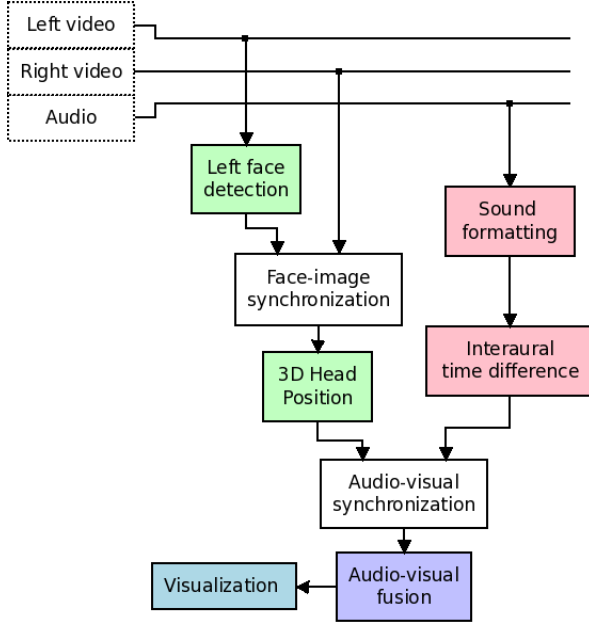 Left video
Right video
Audio
Left face
detection
Sound
formatting
Face-image
synchronization
Interaural
time difference
3D Head
Position
Audio-visual
synchronization
Audio-visual
fusion
Visualization